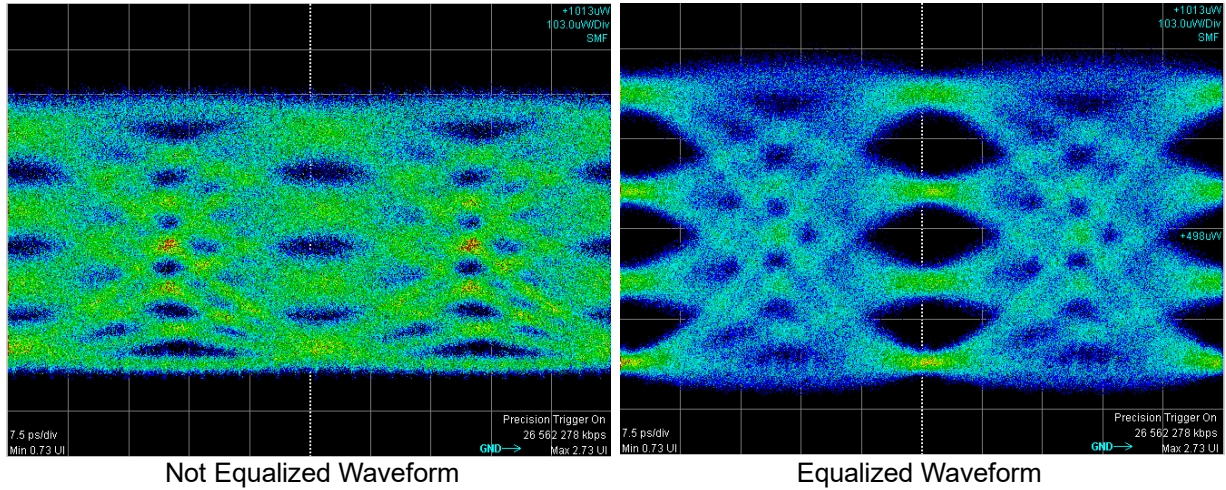 +1013uW
103.0uW/Div
SMF
Precision Trigger On
7.5 ps/div
26 562 278 kbps
Min 0.73 UI
GND→
Max 2.73 UI
Not Equalized Waveform
+1013uW
103.0uW/Div
SMF
+498uW
Precision Trigger On
7.5 ps/div
26 562 278 kbps
Min 0.73 UI
GND→
Max 2.73 UI
Equalized Waveform